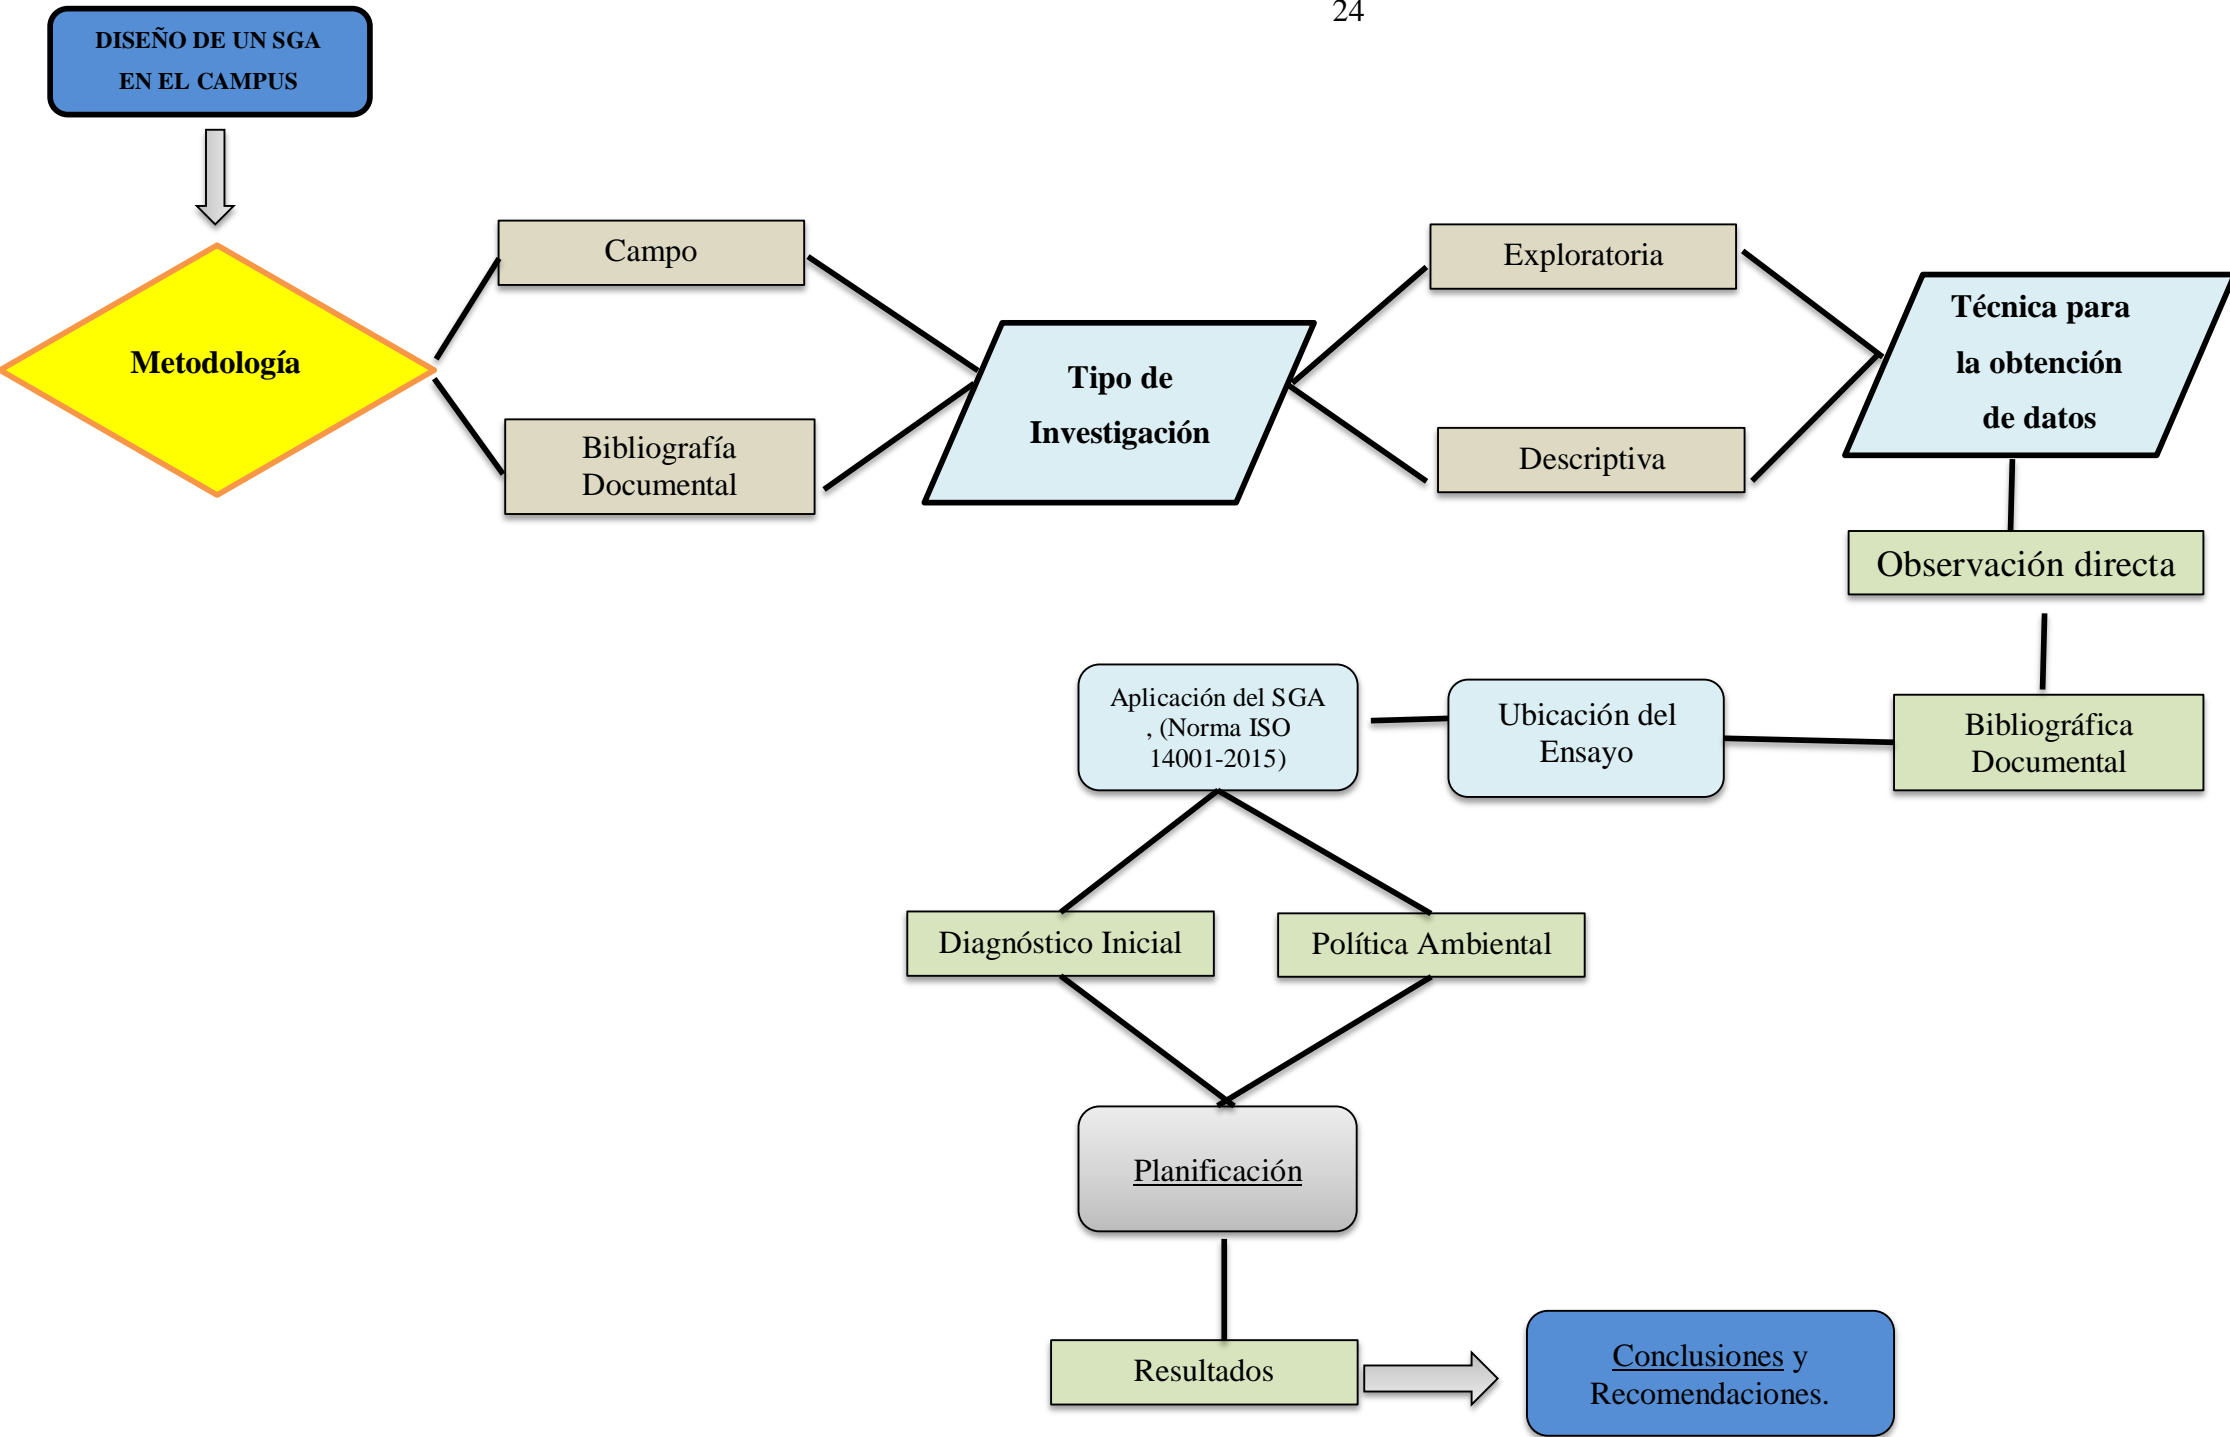 24
DISEÑO DE UN SGA
EN EL CAMPUS
Metodología
Campo
Bibliografía
Documental
Tipo de
Investigación
Exploratoria
Descriptiva
Técnica para
la obtención
de datos
Observación directa
Bibliográfica
Documental
Ubicación del
Ensayo
Aplicación del SGA
, (Norma ISO
14001-2015)
Diagnóstico Inicial
Política Ambiental
Planificación
Resultados
Conclusiones y
Recomendaciones.